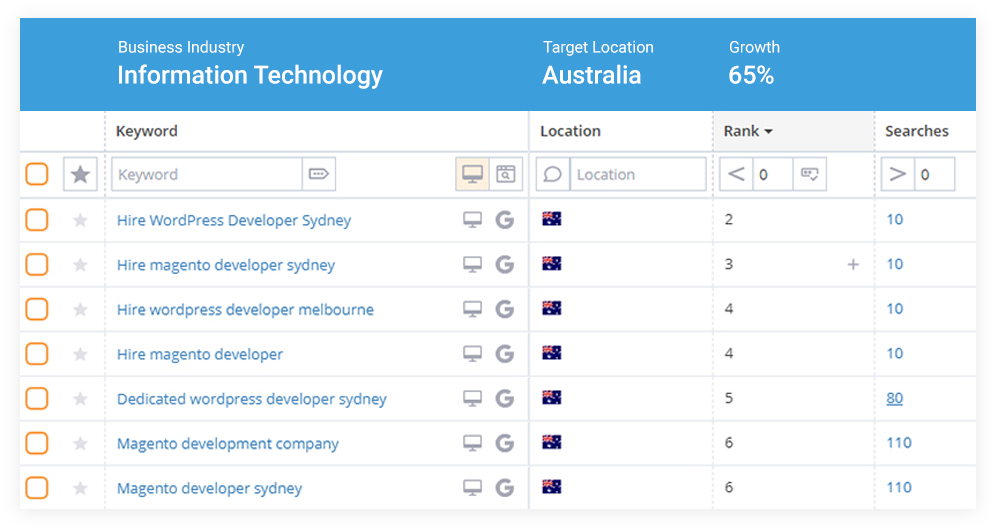 Business Industry Target Location Growth
Information Technology Australia 65%
Keyword Location Rank Searches
Keyword Location 0 0
Hire WordPress Developer Sydney 2 10
Hire magento developer sydney 3 + 10
Hire wordpress developer melbourne 4 10
Hire magento developer 4 10
Dedicated wordpress developer sydney 5 80
Magento development company 6 110
Magento developer sydney 6 110